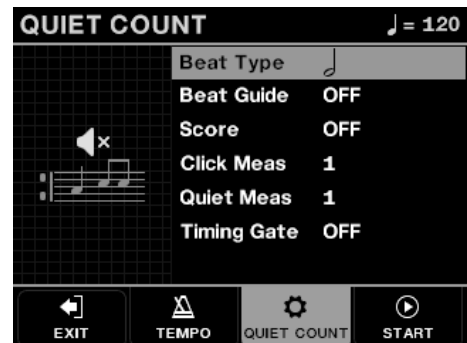 QUIET COUNT ♩= 120
Beat Type 𝅗𝅥
Beat Guide OFF
Score OFF
Click Meas 1
Quiet Meas 1
Timing Gate OFF
EXIT TEMPO QUIET COUNT START